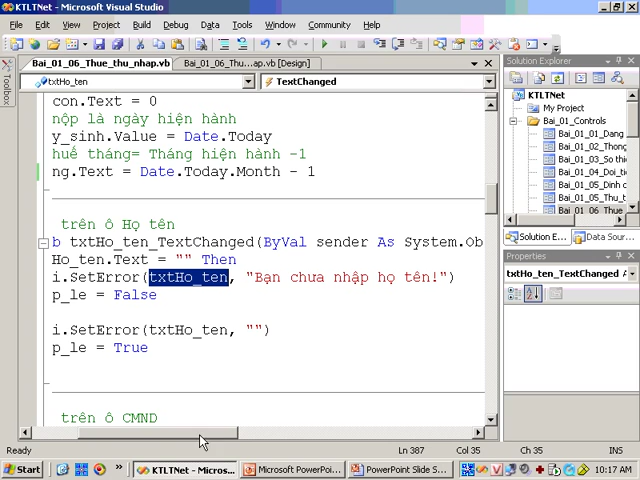 KTLTNet - Microsoft Visual Studio
File Edit View Project Build Debug Data Tools Window Community Help
Bai_01_06_Thue_thu_nhap.vb Bai_01_06_Thu...ap.vb [Design]
Solution Explorer
txtHo_ten TextChanged
Toolbox
con.Text = 0
nộp là ngày hiện hành
y_sinh.Value = Date.Today
huế tháng= Tháng hiện hành -1
ng.Text = Date.Today.Month - 1
trên ô Họ tên
b txtHo_ten_TextChanged(ByVal sender As System.Ob
Ho_ten.Text = "" Then
i.SetError(txtHo_ten, "Bạn chưa nhập họ tên!")
p_le = False
i.SetError(txtHo_ten, "")
p_le = True
trên ô CMND
KTLTNet
My Project
Bai_01_Controls
Bai_01_01_Dang
Bai_01_02_Thong
Bai_01_03_So thi
Bai_01_04_Doi_ti
Bai_01_05_Dinh c
Bai_01_05_Thu_t
Bai_01_06_Thue
Solution E... Data Sour...
Properties
txtHo_ten_TextChanged A
Ready Ln 387 Col 35 Ch 35 INS
Start KTLTNet - Micros... Microsoft PowerPoi... PowerPoint Slide S... 10:17 AM